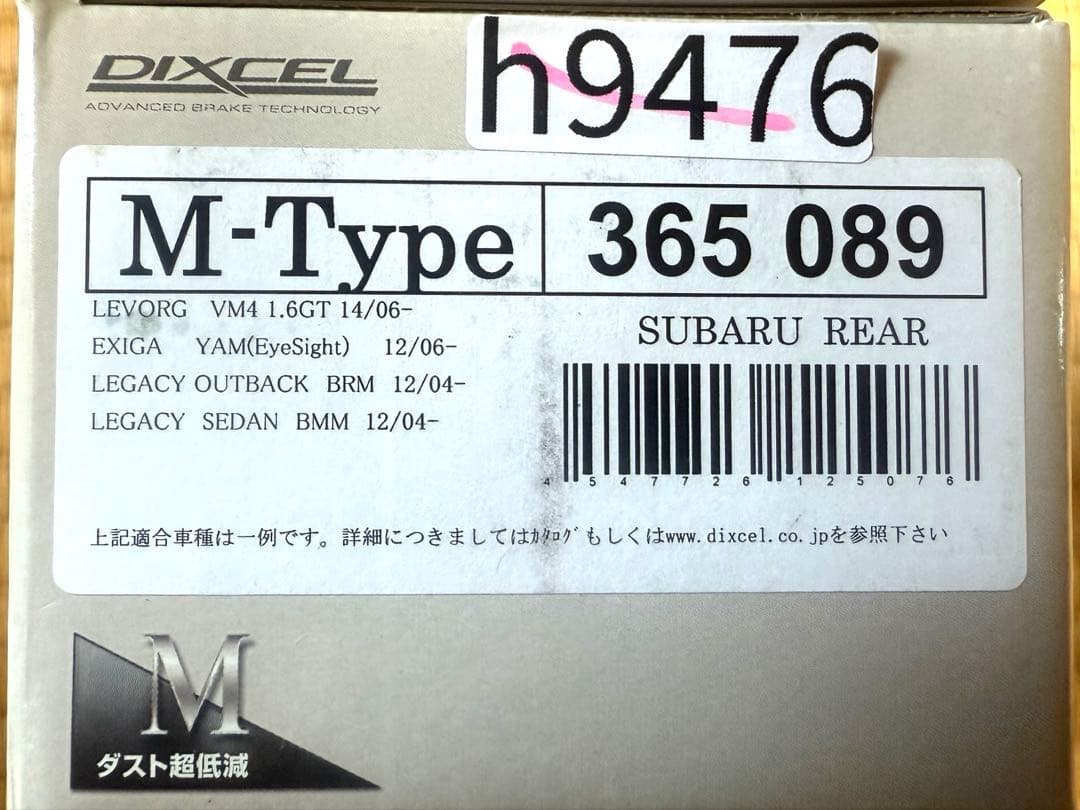 DIXCEL
ADVANCED BRAKE TECHNOLOGY
h9476
M-Type 365 089
LEVORG VM4 1.6GT 14/06-
EXIGA YAM(EyeSight) 12/06-
LEGACY OUTBACK BRM 12/04-
LEGACY SEDAN BMM 12/04-
SUBARU REAR
4 547726 125076
上記適合車種は一例です。詳細につきましてはｶﾀﾛｸﾞもしくはwww.dixcel.co.jpを参照下さい
M
ダスト超低減